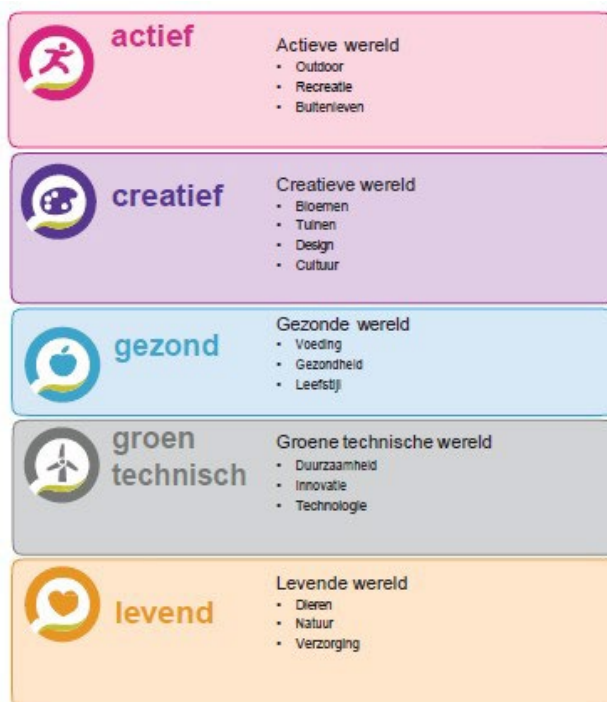 actief
Actieve wereld
• Outdoor
• Recreatie
• Buitenleven
creatief
Creatieve wereld
• Bloemen
• Tuinen
• Design
• Cultuur
gezond
Gezonde wereld
• Voeding
• Gezondheid
• Leefstijl
groen
technisch
Groene technische wereld
• Duurzaamheid
• Innovatie
• Technologie
levend
Levende wereld
• Dieren
• Natuur
• Verzorging